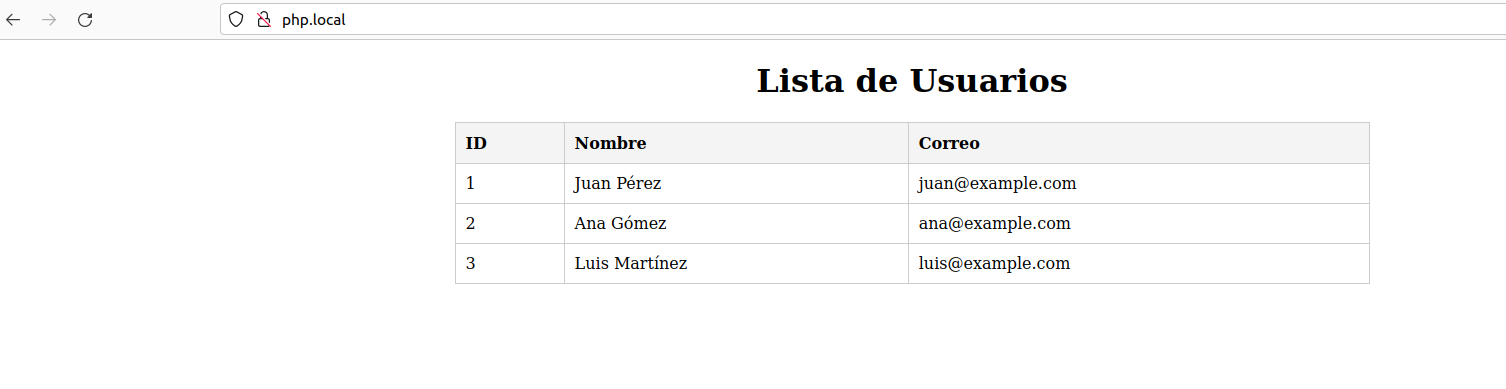 php.local
Lista de Usuarios
ID Nombre Correo
1 Juan Pérez juan@example.com
2 Ana Gómez ana@example.com
3 Luis Martínez luis@example.com